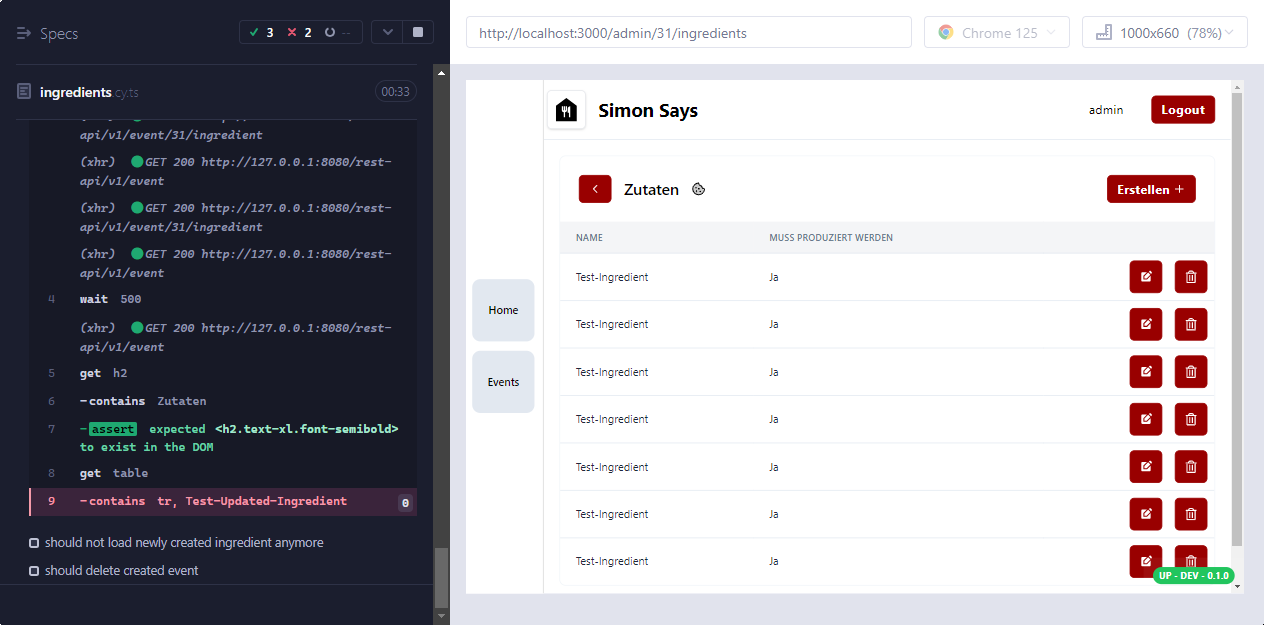 Specs
3
2
--
ingredients.cy.ts
00:33
api/v1/event/31/ingredient
(xhr) GET 200 http://127.0.0.1:8080/rest-
api/v1/event
(xhr) GET 200 http://127.0.0.1:8080/rest-
api/v1/event/31/ingredient
(xhr) GET 200 http://127.0.0.1:8080/rest-
api/v1/event
4 wait 500
(xhr) GET 200 http://127.0.0.1:8080/rest-
api/v1/event
5 get h2
6 -contains Zutaten
7 -assert expected <h2.text-xl.font-semibold>
to exist in the DOM
8 get table
9 -contains tr, Test-Updated-Ingredient 0
should not load newly created ingredient anymore
should delete created event
http://localhost:3000/admin/31/ingredients
Chrome 125
1000x660 (78%)
Simon Says
admin
Logout
Home
Events
Zutaten
Erstellen +
NAME MUSS PRODUZIERT WERDEN
Test-Ingredient Ja
Test-Ingredient Ja
Test-Ingredient Ja
Test-Ingredient Ja
Test-Ingredient Ja
Test-Ingredient Ja
Test-Ingredient Ja
UP - DEV - 0.1.0